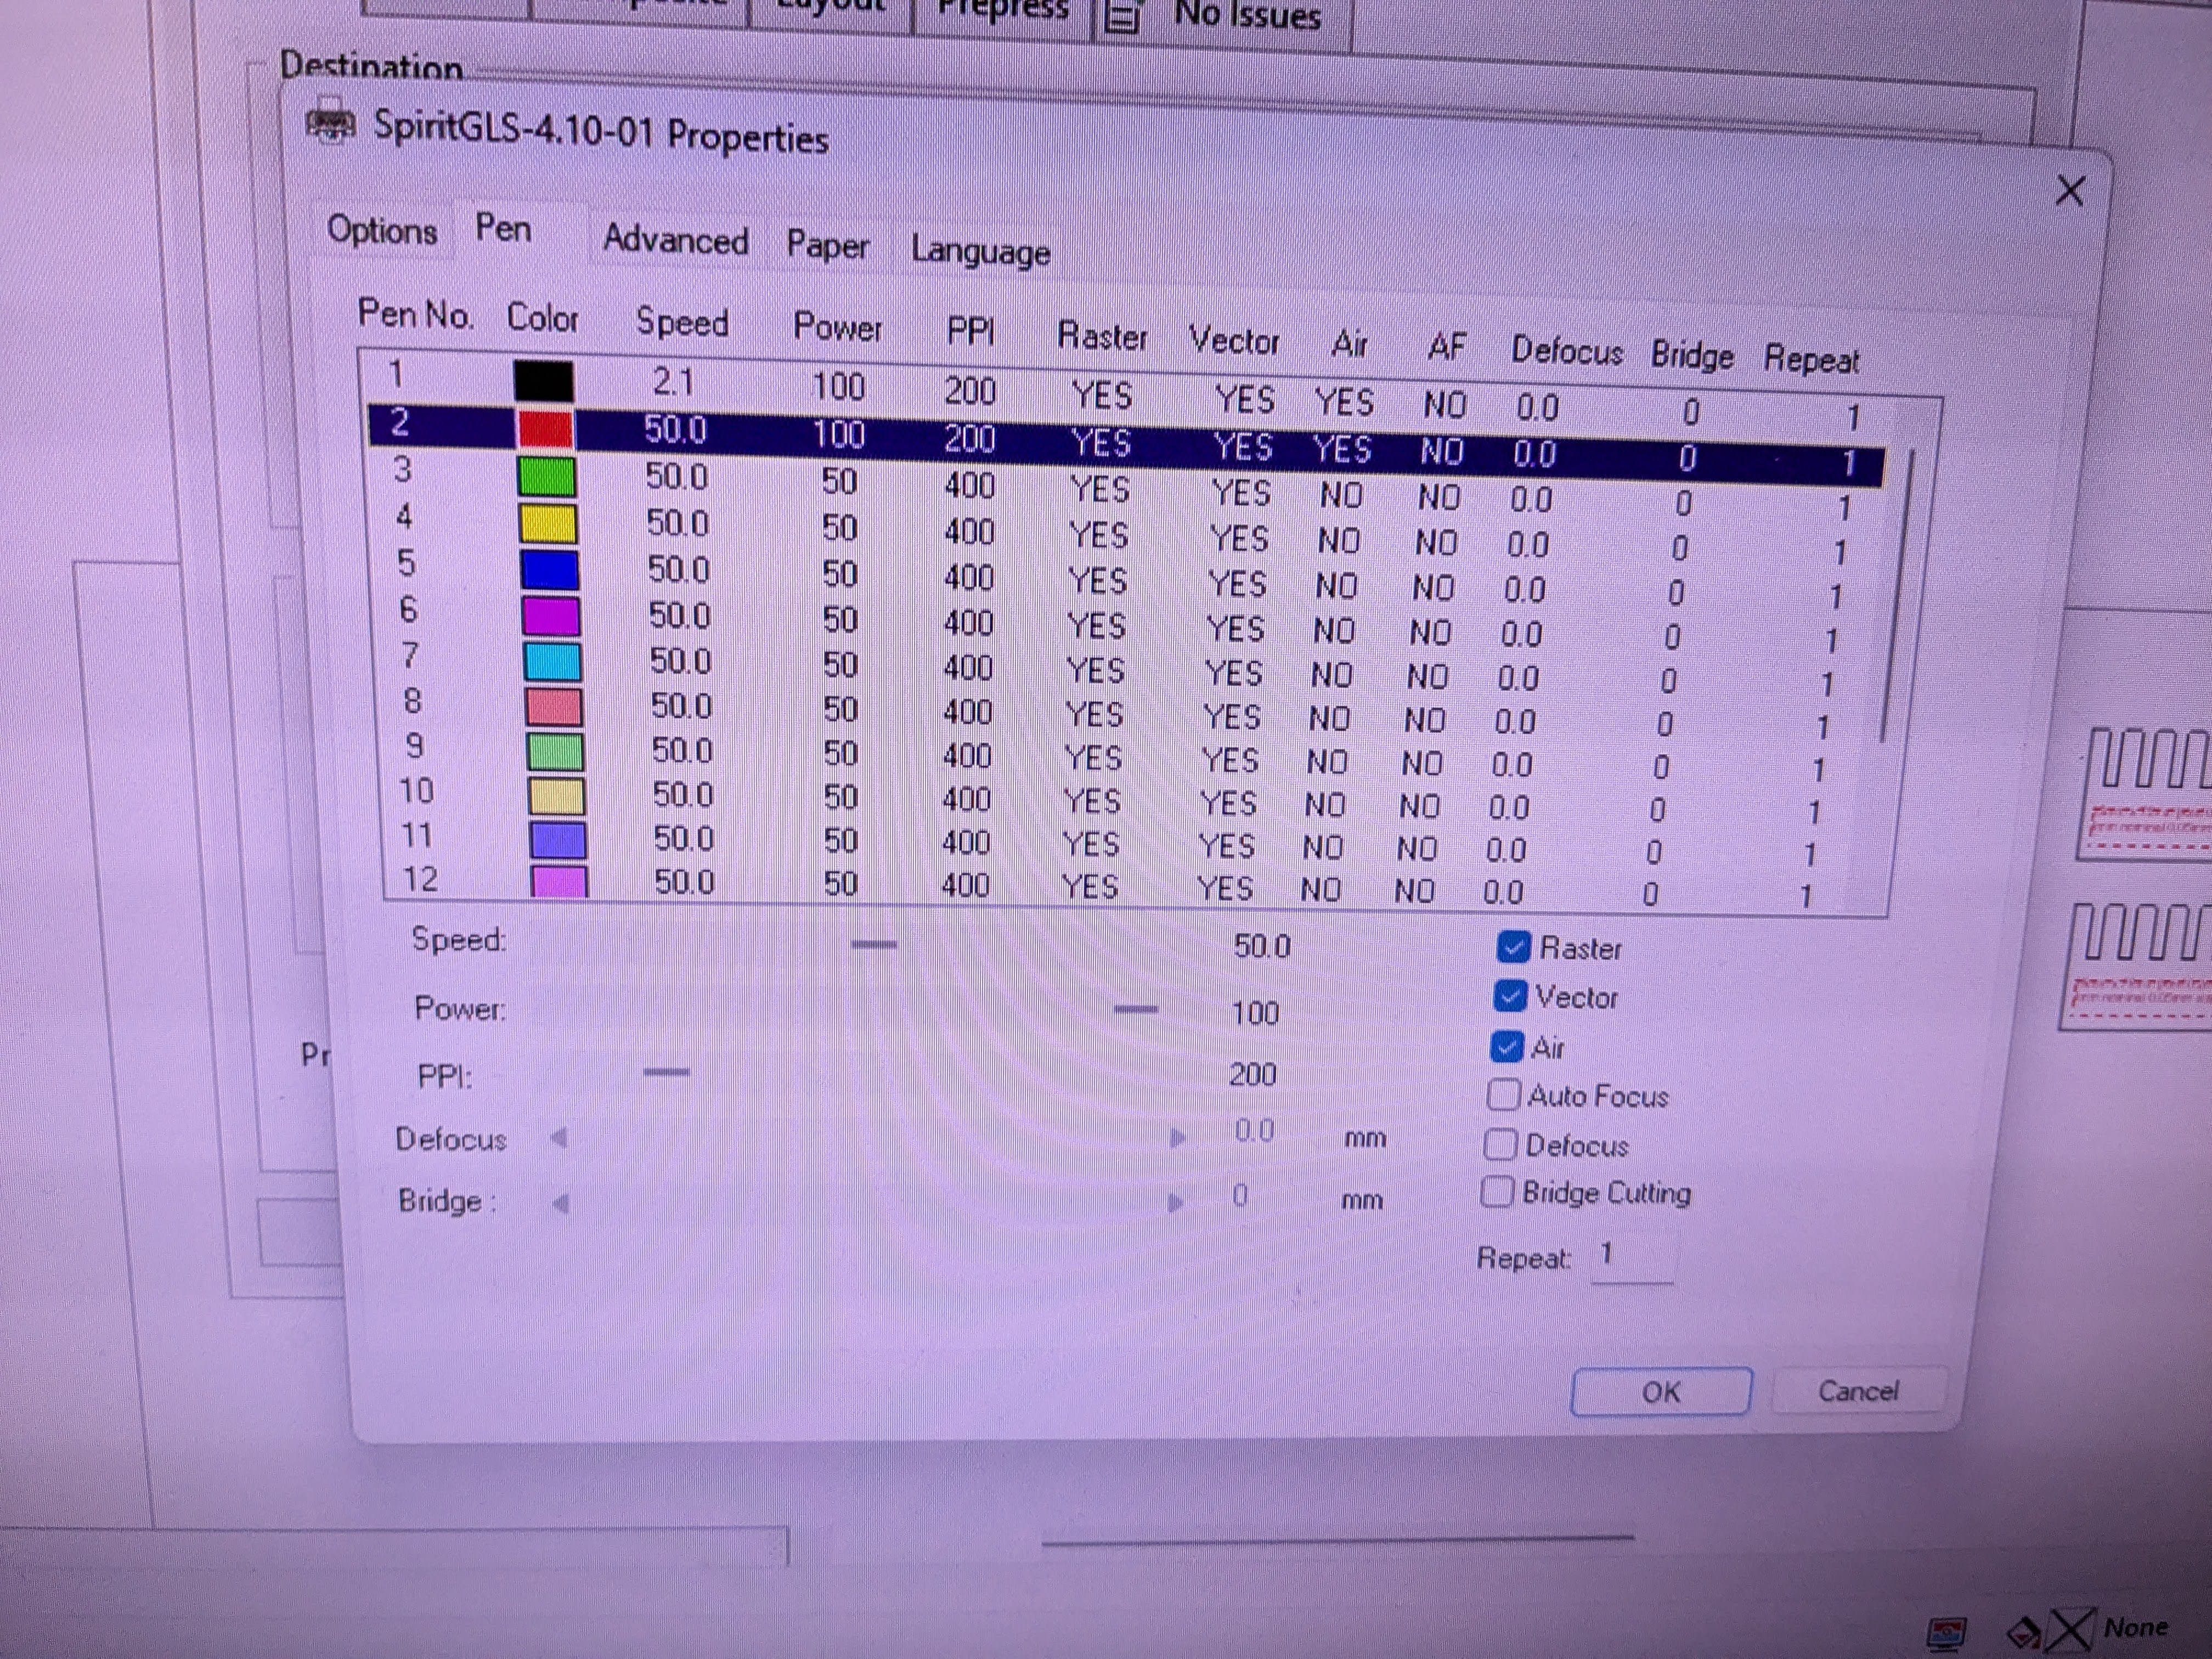 Layout Prepress No Issues
Destination
SpiritGLS-4.10-01 Properties
Options Pen Advanced Paper Language
Pen No. Color Speed Power PPI Raster Vector Air AF Defocus Bridge Repeat
1 2.1 100 200 YES YES YES NO 0.0 0 1
2 50.0 100 200 YES YES YES NO 0.0 0 1
3 50.0 50 400 YES YES NO NO 0.0 0 1
4 50.0 50 400 YES YES NO NO 0.0 0 1
5 50.0 50 400 YES YES NO NO 0.0 0 1
6 50.0 50 400 YES YES NO NO 0.0 0 1
7 50.0 50 400 YES YES NO NO 0.0 0 1
8 50.0 50 400 YES YES NO NO 0.0 0 1
9 50.0 50 400 YES YES NO NO 0.0 0 1
10 50.0 50 400 YES YES NO NO 0.0 0 1
11 50.0 50 400 YES YES NO NO 0.0 0 1
12 50.0 50 400 YES YES NO NO 0.0 0 1
Speed: 50.0
Power: 100
PPI: 200
Defocus 0.0 mm
Bridge : 0 mm
Raster
Vector
Air
Auto Focus
Defocus
Bridge Cutting
Repeat: 1
Pr
OK Cancel
None